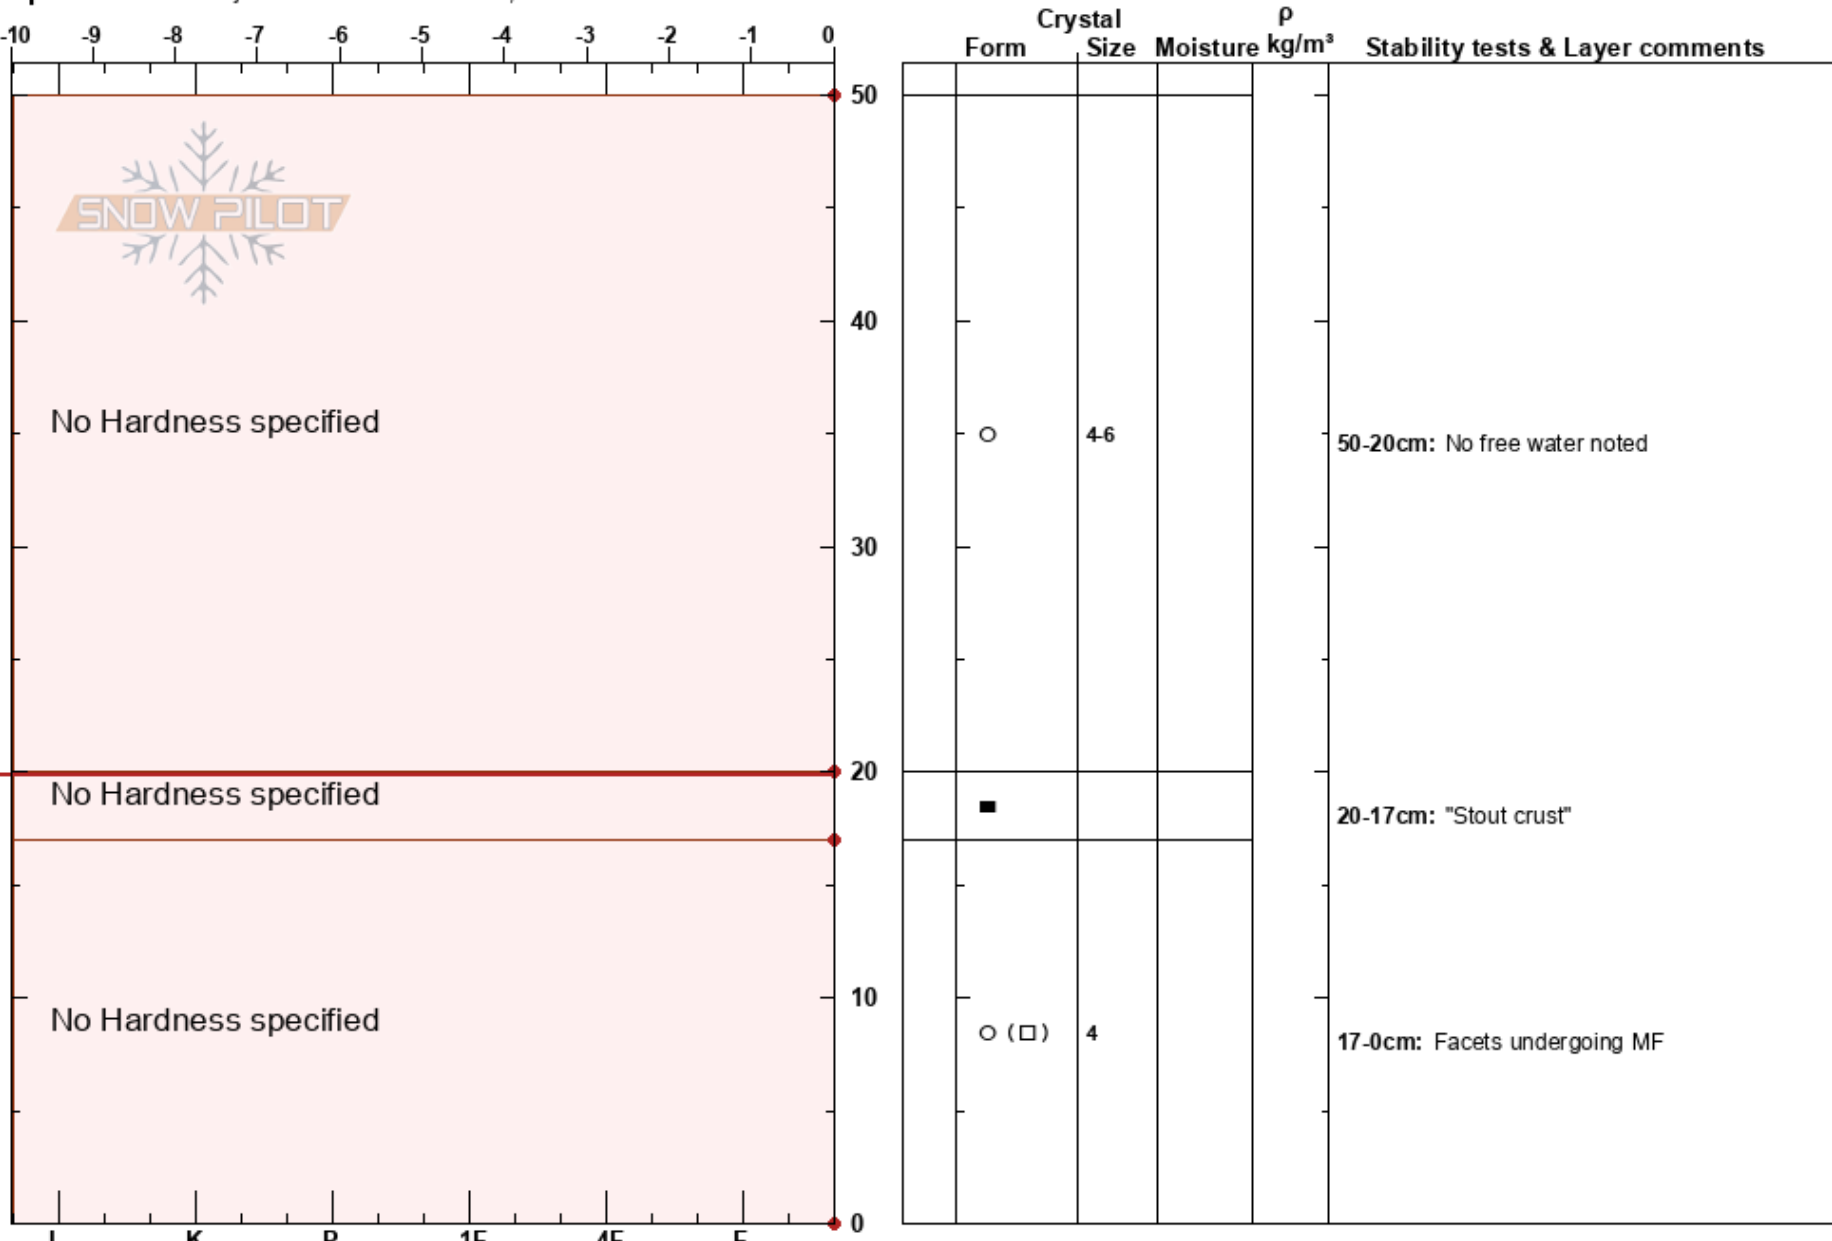 Crystal
ρ
-10 -9 -8 -7 -6 -5 -4 -3 -2 -1 0
Form Size Moisture kg/m³ Stability tests & Layer comments
50
SNOW PILOT
40
No Hardness specified
4-6
50-20cm: No free water noted
30
20
No Hardness specified
20-17cm: "Stout crust"
10
No Hardness specified
( ) 4
17-0cm: Facets undergoing MF
0